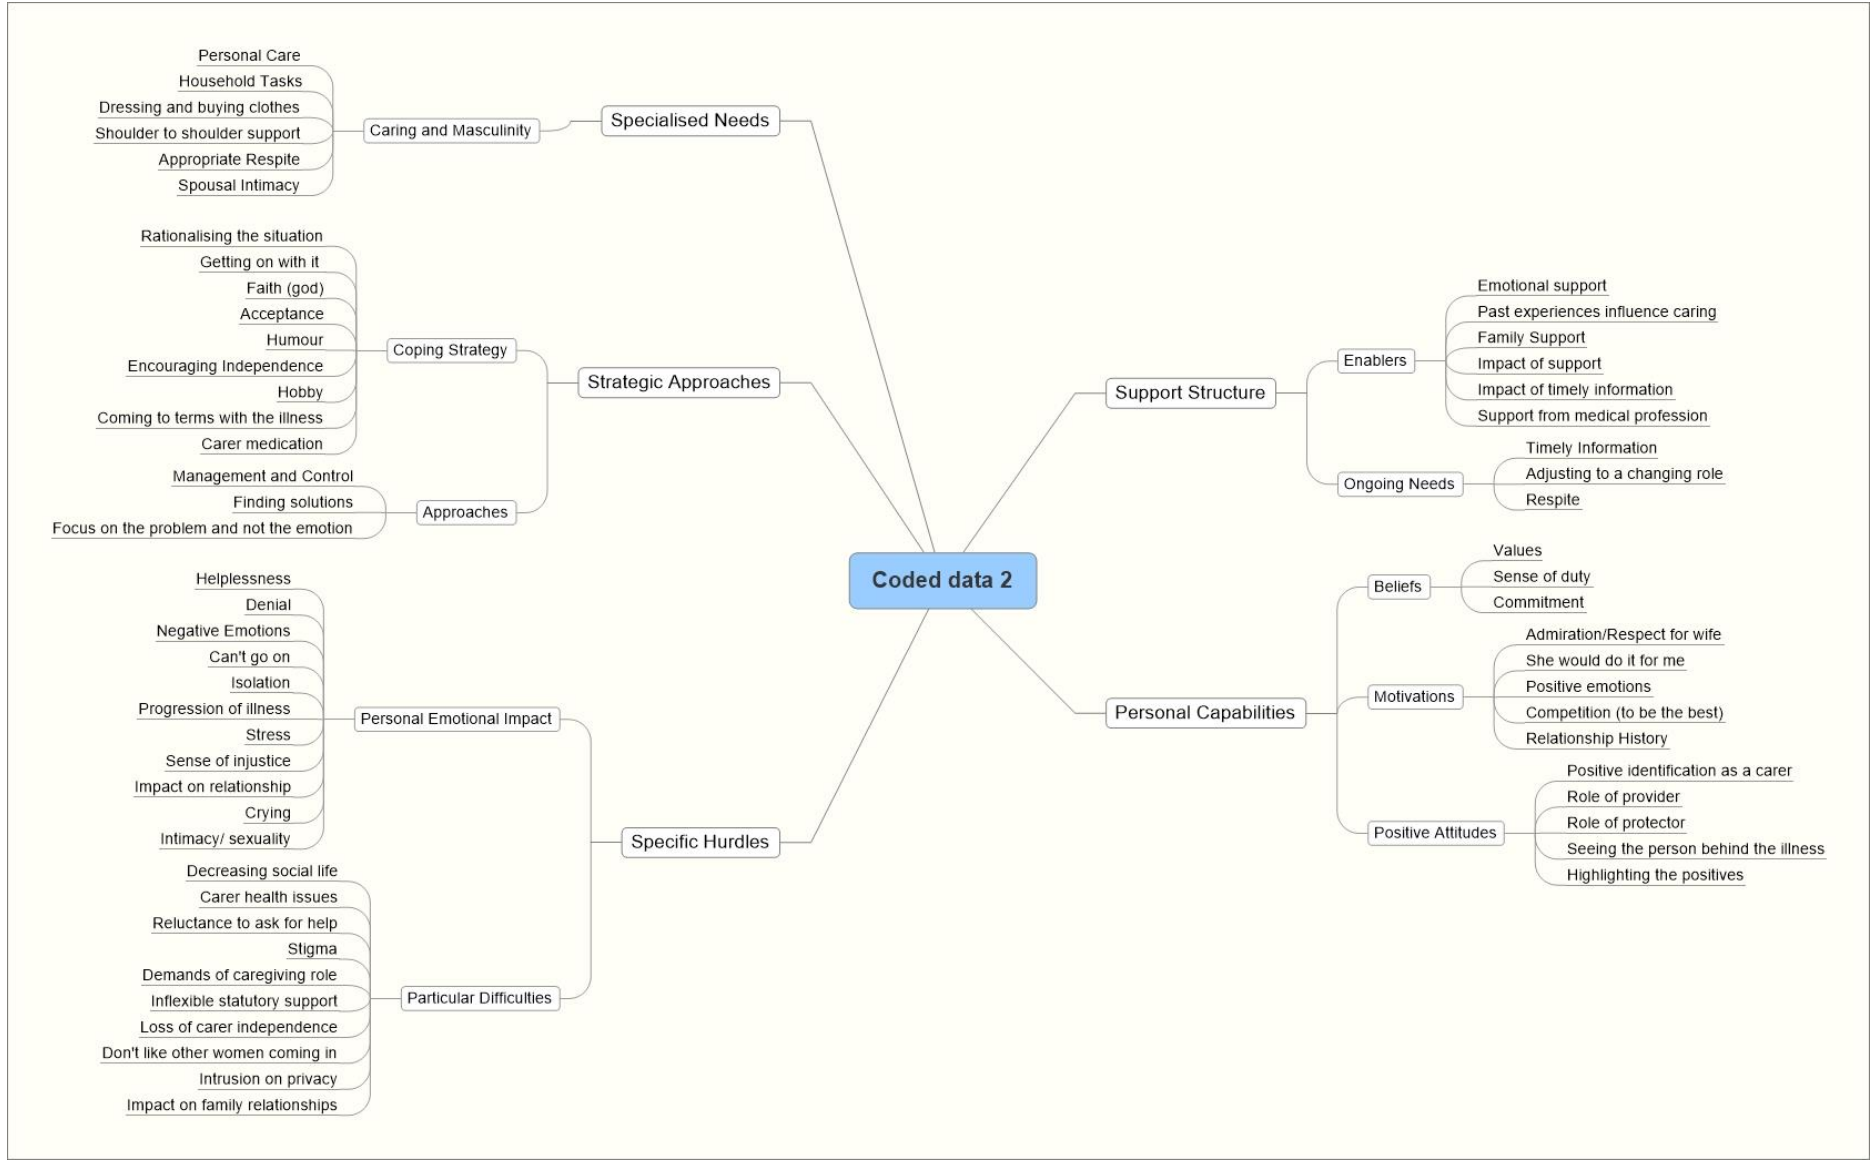 Coded data 2
Specialised Needs
Caring and Masculinity
Personal Care
Household Tasks
Dressing and buying clothes
Shoulder to shoulder support
Appropriate Respite
Spousal Intimacy
Strategic Approaches
Coping Strategy
Rationalising the situation
Getting on with it
Faith (god)
Acceptance
Humour
Encouraging Independence
Hobby
Coming to terms with the illness
Carer medication
Approaches
Management and Control
Finding solutions
Focus on the problem and not the emotion
Specific Hurdles
Personal Emotional Impact
Helplessness
Denial
Negative Emotions
Can't go on
Isolation
Progression of illness
Stress
Sense of injustice
Impact on relationship
Crying
Intimacy/ sexuality
Particular Difficulties
Decreasing social life
Carer health issues
Reluctance to ask for help
Stigma
Demands of caregiving role
Inflexible statutory support
Loss of carer independence
Don't like other women coming in
Intrusion on privacy
Impact on family relationships
Support Structure
Enablers
Emotional support
Past experiences influence caring
Family Support
Impact of support
Impact of timely information
Support from medical profession
Ongoing Needs
Timely Information
Adjusting to a changing role
Respite
Personal Capabilities
Beliefs
Values
Sense of duty
Commitment
Motivations
Admiration/Respect for wife
She would do it for me
Positive emotions
Competition (to be the best)
Relationship History
Positive Attitudes
Positive identification as a carer
Role of provider
Role of protector
Seeing the person behind the illness
Highlighting the positives